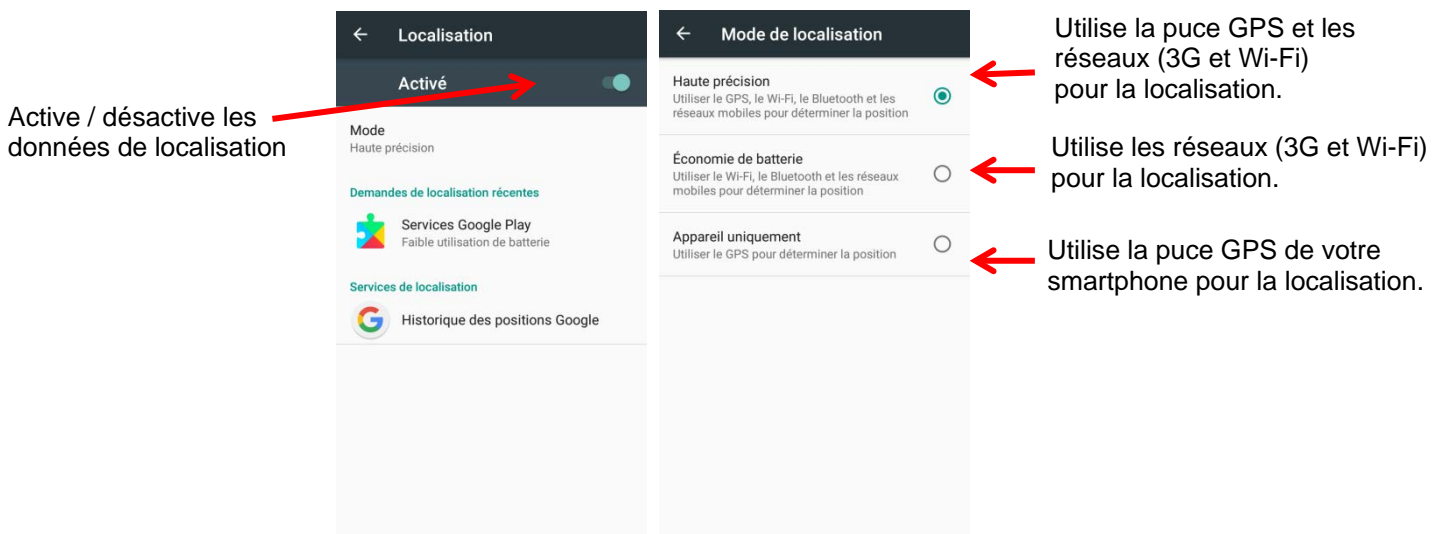 Active / désactive les
données de localisation
Localisation
Activé
Mode
Haute précision
Demandes de localisation récentes
Services Google Play
Faible utilisation de batterie
Services de localisation
G
Historique des positions Google
Mode de localisation
Haute précision
Utiliser le GPS, le Wi-Fi, le Bluetooth et les
réseaux mobiles pour déterminer la position
Économie de batterie
Utiliser le Wi-Fi, le Bluetooth et les réseaux
mobiles pour déterminer la position
Appareil uniquement
Utiliser le GPS pour déterminer la position
Utilise la puce GPS et les
réseaux (3G et Wi-Fi)
pour la localisation.
Utilise les réseaux (3G et Wi-Fi)
pour la localisation.
Utilise la puce GPS de votre
smartphone pour la localisation.